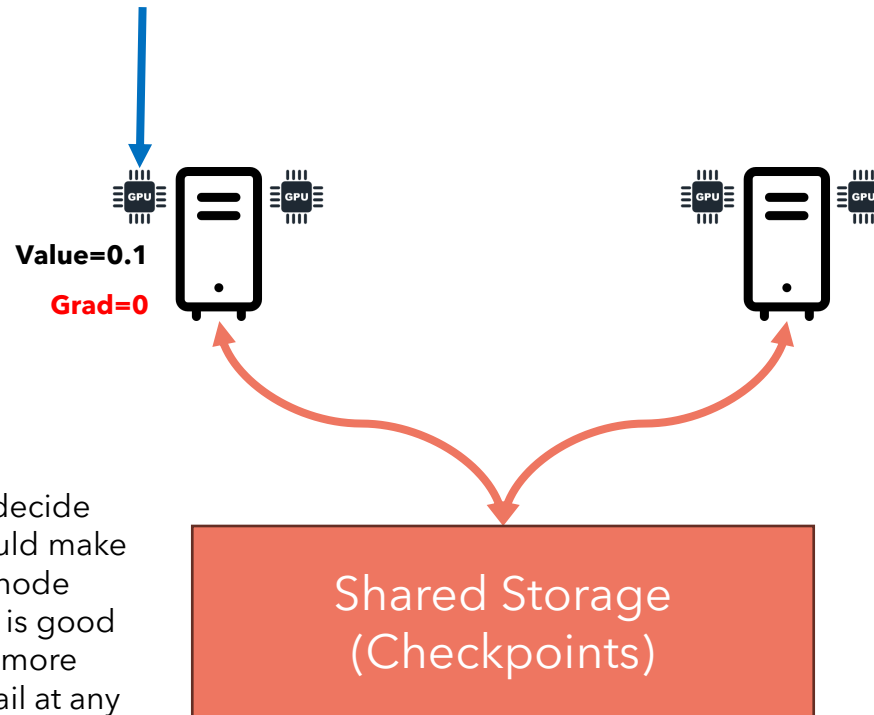 GPU
GPU
GPU
GPU
Value=0.1
Grad=0
decide
uld make
node
is good
more
ail at any
Shared Storage
(Checkpoints)